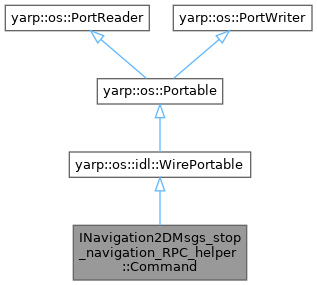 yarp::os::PortReader
yarp::os::PortWriter
yarp::os::Portable
yarp::os::idl::WirePortable
INavigation2DMsgs_stop
_navigation_RPC_helper
::Command